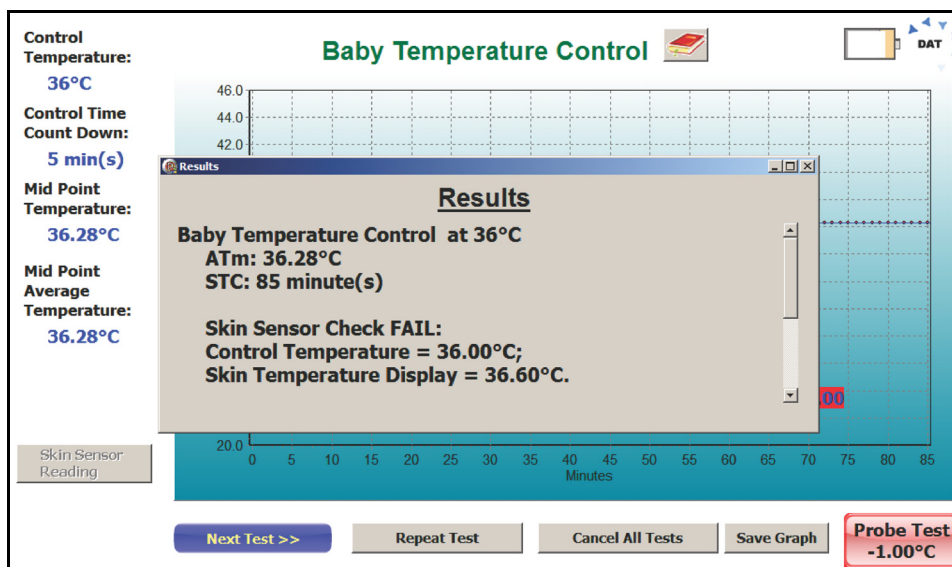 Control
Temperature:
36°C
Control Time
Count Down:
5 min(s)
Mid Point
Temperature:
36.28°C
Mid Point
Average
Temperature:
36.28°C
Skin Sensor
Reading
Baby Temperature Control
DAT
46.0
44.0
42.0
Results
Results
Baby Temperature Control at 36°C
ATm: 36.28°C
STC: 85 minute(s)
Skin Sensor Check FAIL:
Control Temperature = 36.00°C;
Skin Temperature Display = 36.60°C.
.00
20.0
0 5 10 15 20 25 30 35 40 45 50 55 60 65 70 75 80 85
Minutes
Next Test >>
Repeat Test
Cancel All Tests
Save Graph
Probe Test
-1.00°C